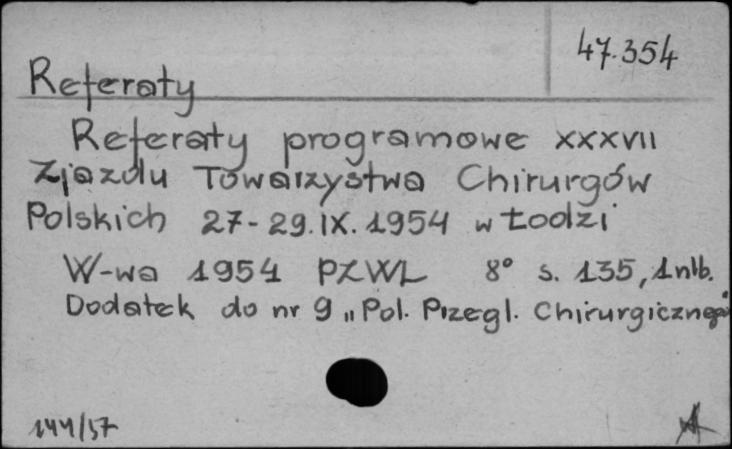 47.354
Referaty
Referaty programowe XXXVII
Zjazdu Towarzystwa Chirurgów
Polskich 27-29.IX.1954 w Łodzi
W-wa 1954 PZWL 8° s. 135, 1nlb.
Dodatek do nr 9 „Pol. Przegl. Chirurgicznego"
144/57